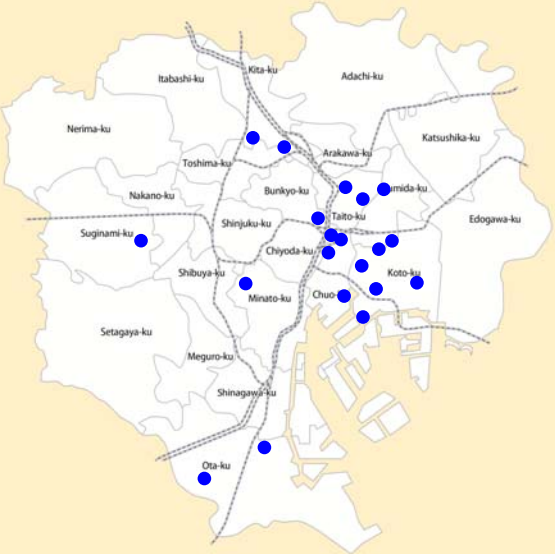 Kita-ku
Itabashi-ku
Adachi-ku
Nerima-ku
Katsushika-ku
Arakawa-ku
Toshima-ku
Nakano-ku
Bunkyo-ku
umida-ku
Taito-ku
Edogawa-ku
Suginami-ku
Shinjuku-ku
Chiyoda-ku
Shibuya-ku
Koto-ku
Minato-ku
Chuo-
Setagaya-ku
Meguro-ku
Shinagawa-ku
Ota-ku